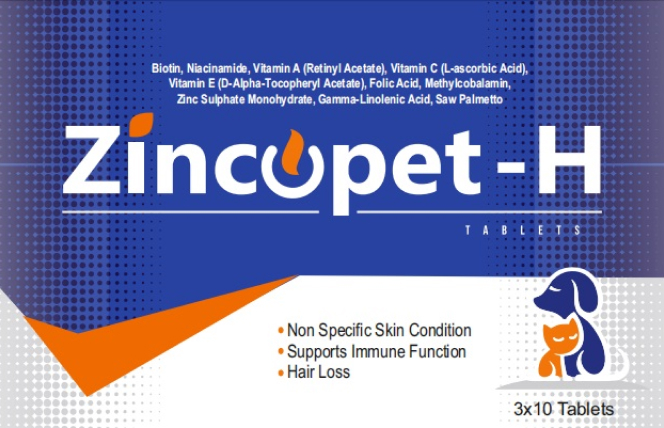 Biotin, Niacinamide, Vitamin A (Retinyl Acetate), Vitamin C (L-ascorbic Acid),
Vitamin E (D-Alpha-Tocopheryl Acetate), Folic Acid, Methylcobalamin,
Zinc Sulphate Monohydrate, Gamma-Linolenic Acid, Saw Palmetto
Zincopet-H
TABLETS
• Non Specific Skin Condition
• Supports Immune Function
• Hair Loss
3x10 Tablets